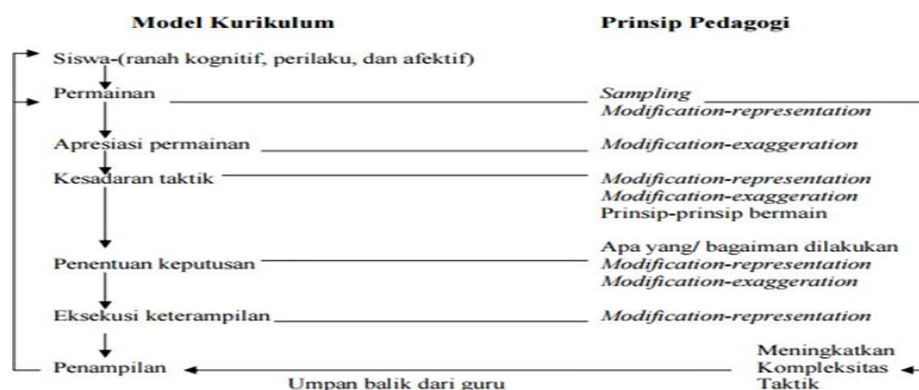 Model Kurikulum Prinsip Pedagogi
Siswa-(ranah kognitif, perilaku, dan afektif)
Permainan Sampling
Modification-representation
Apresiasi permainan Modification-exaggeration
Kesadaran taktik Modification-representation
Modification-exaggeration
Prinsip-prinsip bermain
Apa yang/ bagaiman dilakukan
Penentuan keputusan Modification-representation
Modification-exaggeration
Eksekusi keterampilan Modification-representation
Meningkatkan
Penampilan Kompleksitas
Umpan balik dari guru Taktik